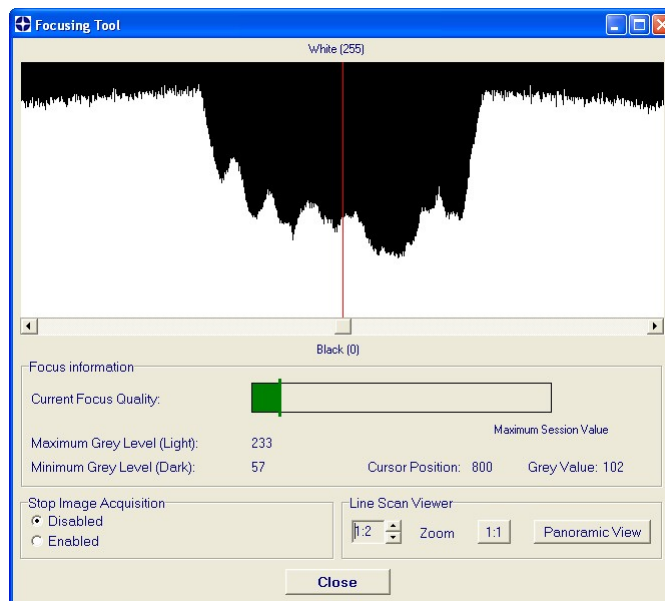 Focusing Tool
White (255)
Black (0)
Focus information
Current Focus Quality:
Maximum Session Value
Maximum Grey Level (Light): 233
Minimum Grey Level (Dark): 57 Cursor Position: 800 Grey Value: 102
Stop Image Acquisition
Disabled
Enabled
Line Scan Viewer
1:2 Zoom 1:1 Panoramic View
Close